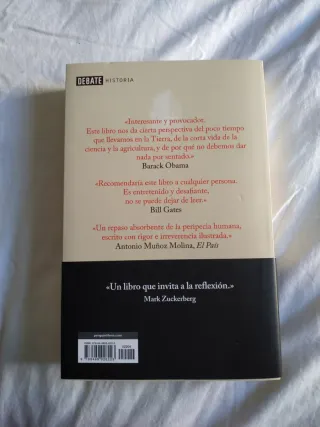 DEBATE HISTORIA
«Interesante y provocador.
Este libro nos da cierta perspectiva del poco tiempo
que llevamos en la Tierra, de la corta vida de la
ciencia y la agricultura, y de por qué no debemos dar
nada por sentado.»
Barack Obama
«Recomendaría este libro a cualquier persona.
Es entretenido y desafiante,
no se puede dejar de leer.»
Bill Gates
«Un repaso absorbente de la peripecia humana,
escrito con rigor e irreverencia ilustrada.»
Antonio Muñoz Molina, El País
«Un libro que invita a la reflexión.»
Mark Zuckerberg